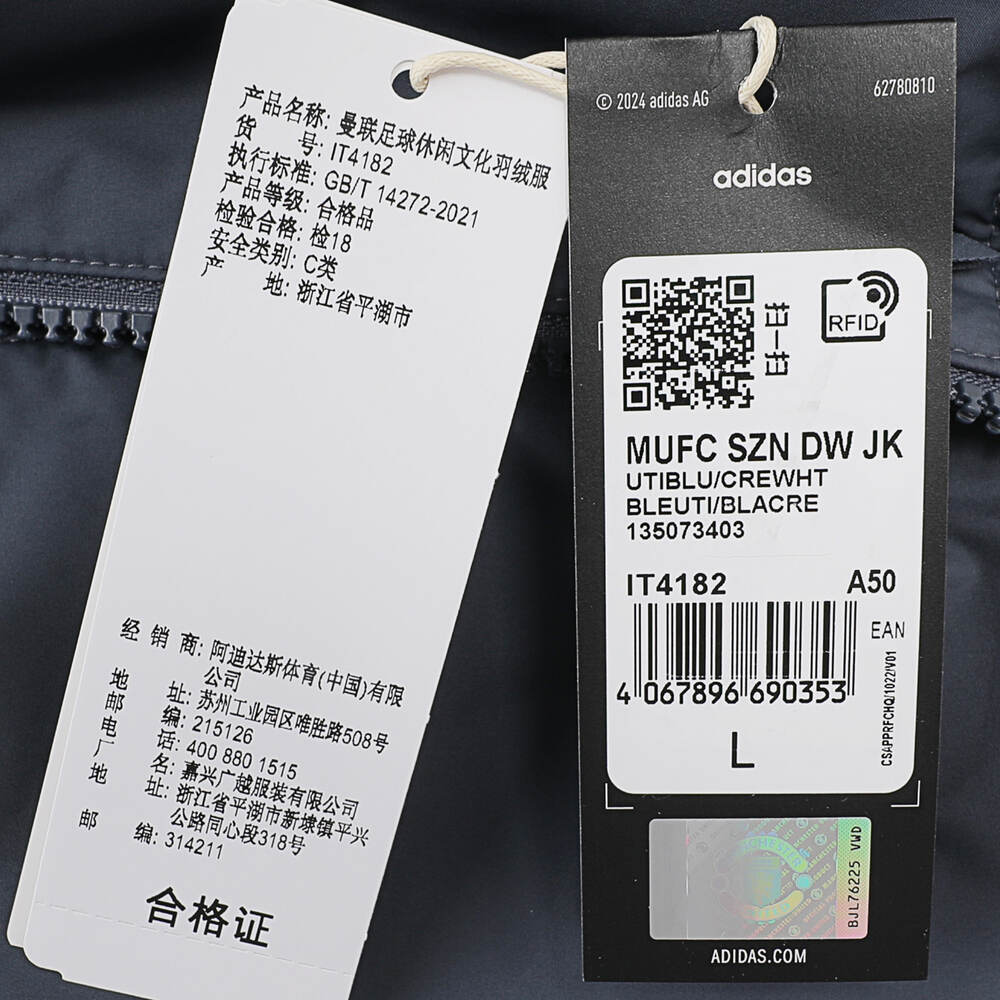 产品名称: 曼联足球休闲文化羽绒服
货 号: IT4182
执行标准: GB/T 14272-2021
产品等级: 合格品
检验合格: 检18
安全类别: C类
产 地: 浙江省平湖市
经 销 商: 阿迪达斯体育(中国)有限
公司
地 址: 苏州工业园区唯胜路508号
邮 编: 215126
电 话: 400 880 1515
厂 名: 嘉兴广越服装有限公司
地 址: 浙江省平湖市新埭镇平兴
公路同心段318号
邮 编: 314211
合格证
© 2024 adidas AG
62780810
adidas
RFID
MUFC SZN DW JK
UTIBLU/CREWHT
BLEUTI/BLACRE
135073403
IT4182 A50
EAN
4 067896 690353
CSAPPRFCHQ/1022/V01
L
BJL76225 VWD
ADIDAS.COM